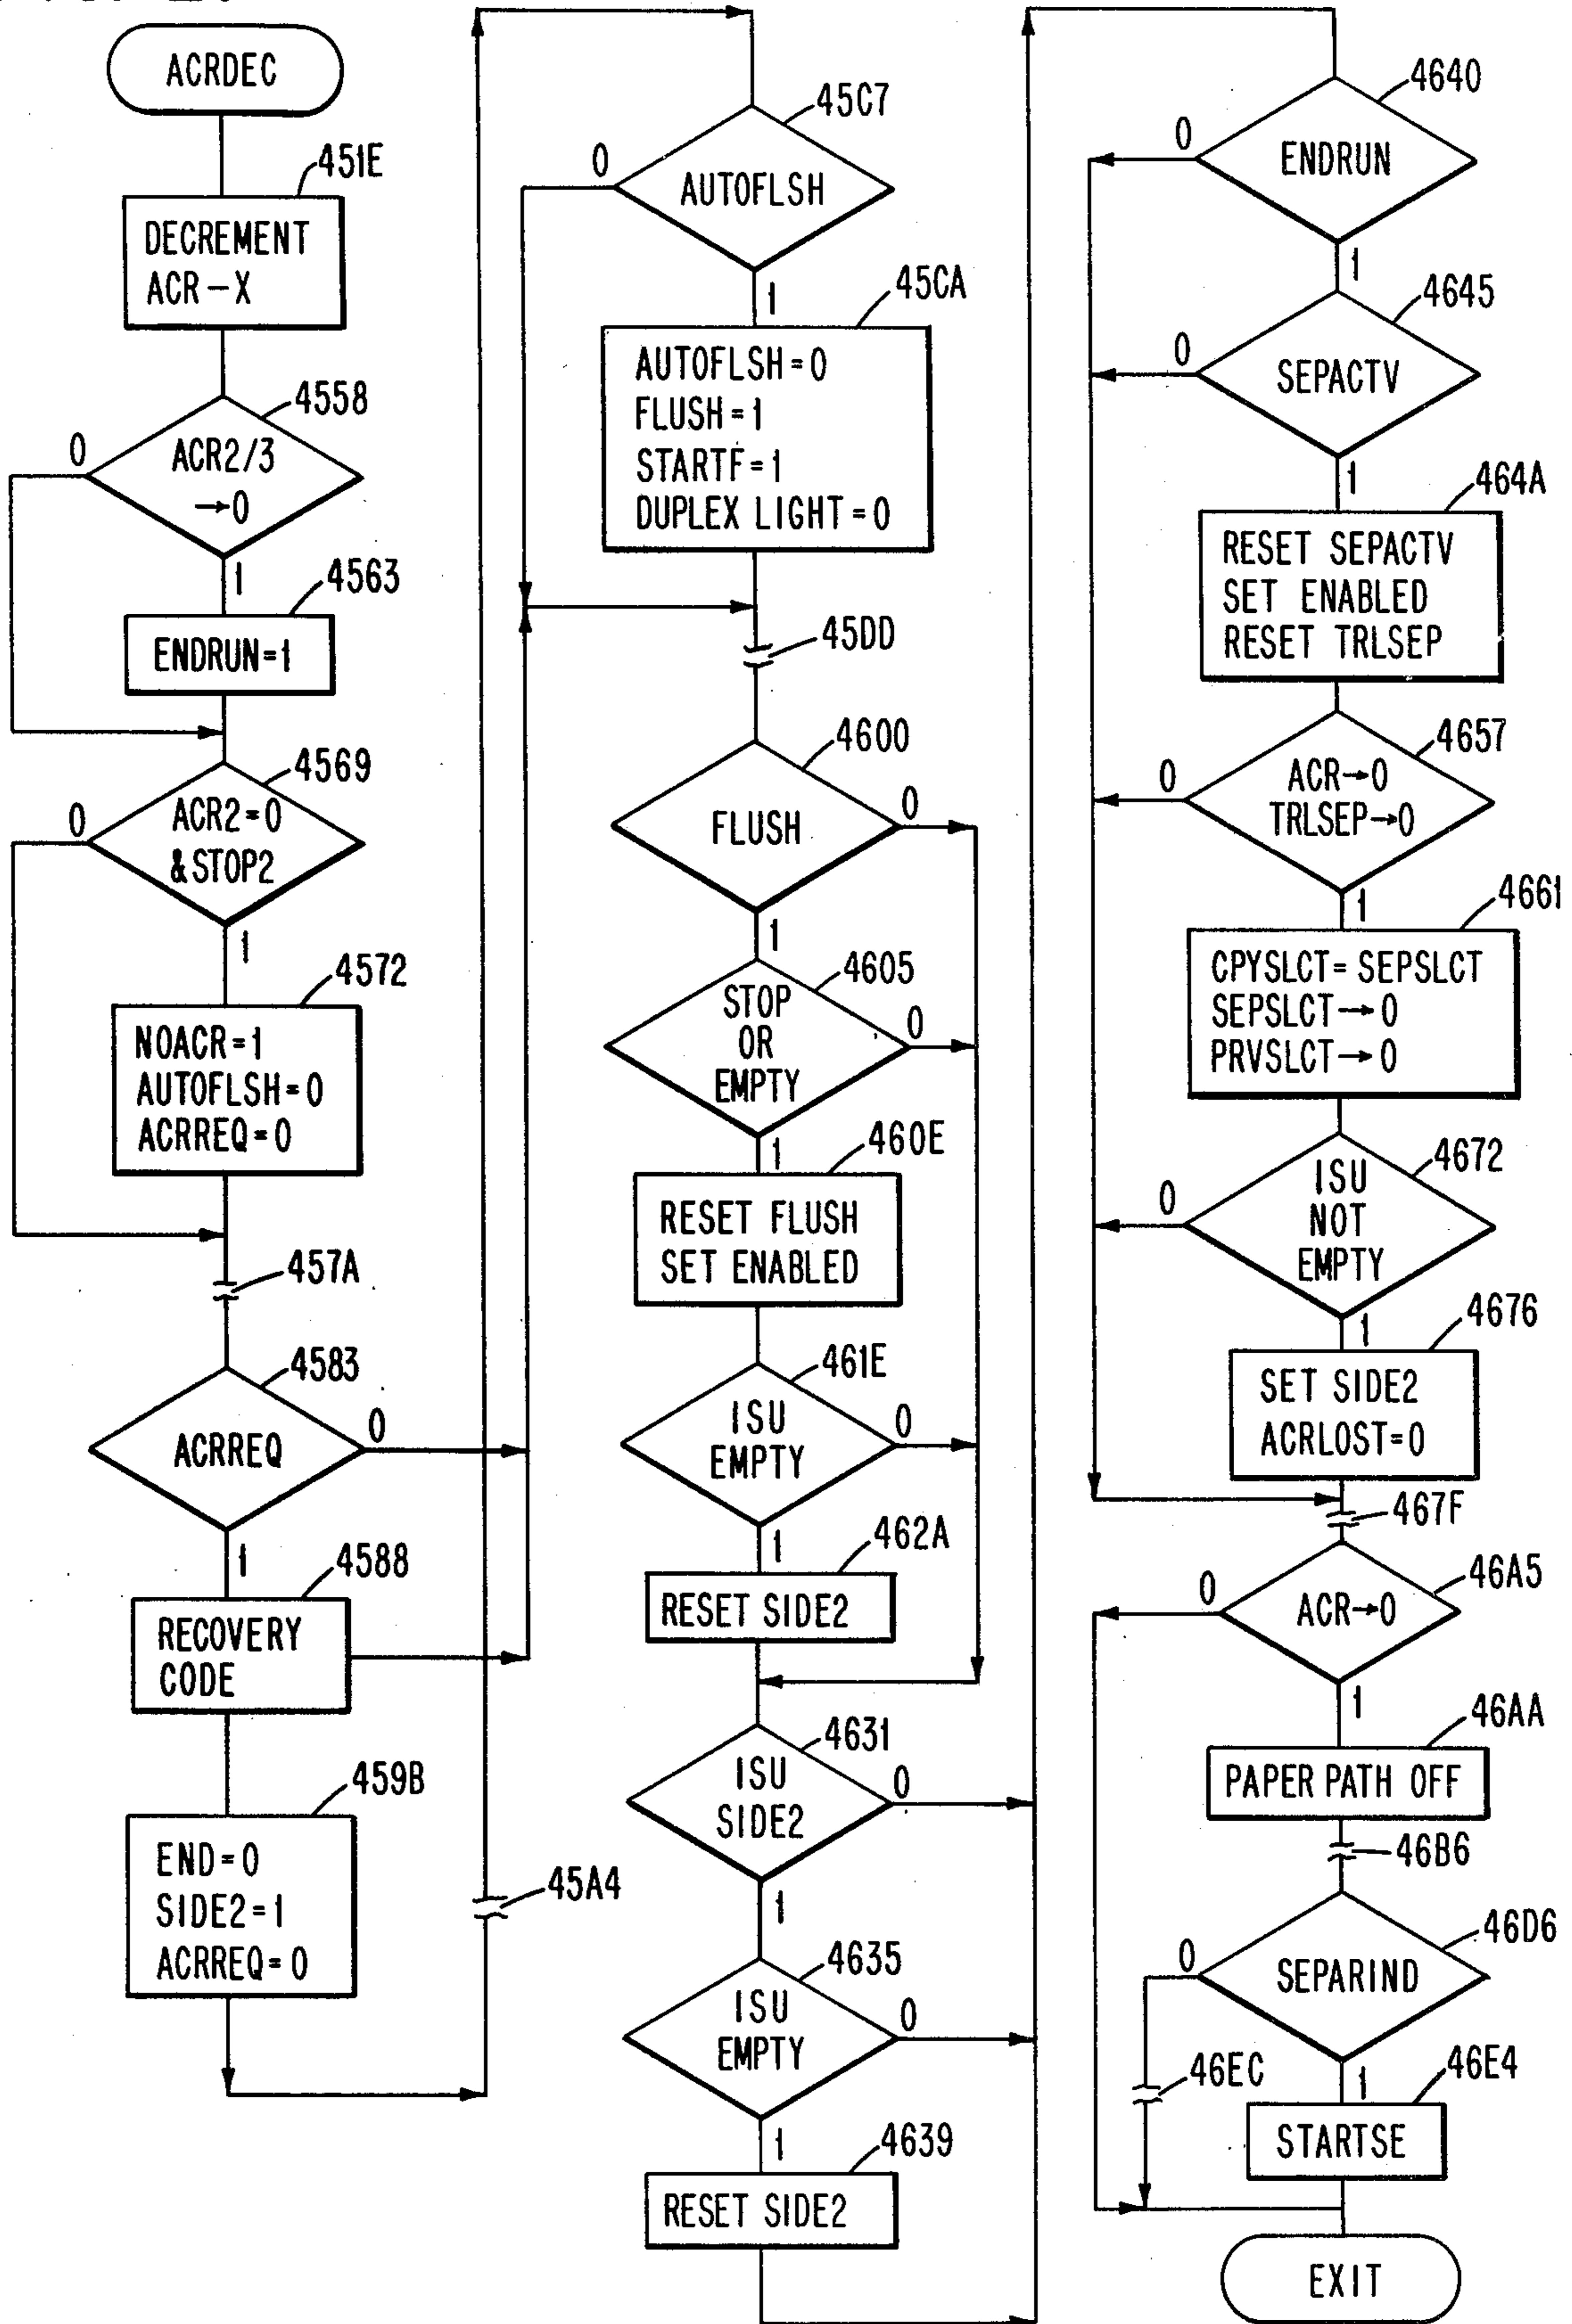 ACRDEC
451E
DECREMENT
ACR-X
4558
ACR2/3
→0
0
1
4563
ENDRUN=1
4569
ACR2=0
&STOP2
0
1
4572
NOACR=1
AUTOFLSH=0
ACRREQ=0
457A
4583
ACRREQ
0
1
4588
RECOVERY
CODE
459B
END=0
SIDE2=1
ACRREQ=0
45A4
45C7
AUTOFLSH
0
1
45CA
AUTOFLSH=0
FLUSH=1
STARTF=1
DUPLEX LIGHT=0
45DD
4600
FLUSH
0
1
4605
STOP
OR
EMPTY
0
1
460E
RESET FLUSH
SET ENABLED
461E
ISU
EMPTY
0
1
462A
RESET SIDE2
4631
ISU
SIDE2
0
1
4635
ISU
EMPTY
0
1
4639
RESET SIDE2
4640
ENDRUN
0
1
4645
SEPACTV
0
1
464A
RESET SEPACTV
SET ENABLED
RESET TRLSEP
4657
ACR→0
TRLSEP→0
0
1
4661
CPYSLCT=SEPSLCT
SEPSLCT→0
PRVSLCT→0
4672
ISU
NOT
EMPTY
0
1
4676
SET SIDE2
ACRLOST=0
467F
46A5
ACR→0
0
1
46AA
PAPER PATH OFF
46B6
46D6
SEPARIND
0
1
46EC
46E4
STARTSE
EXIT